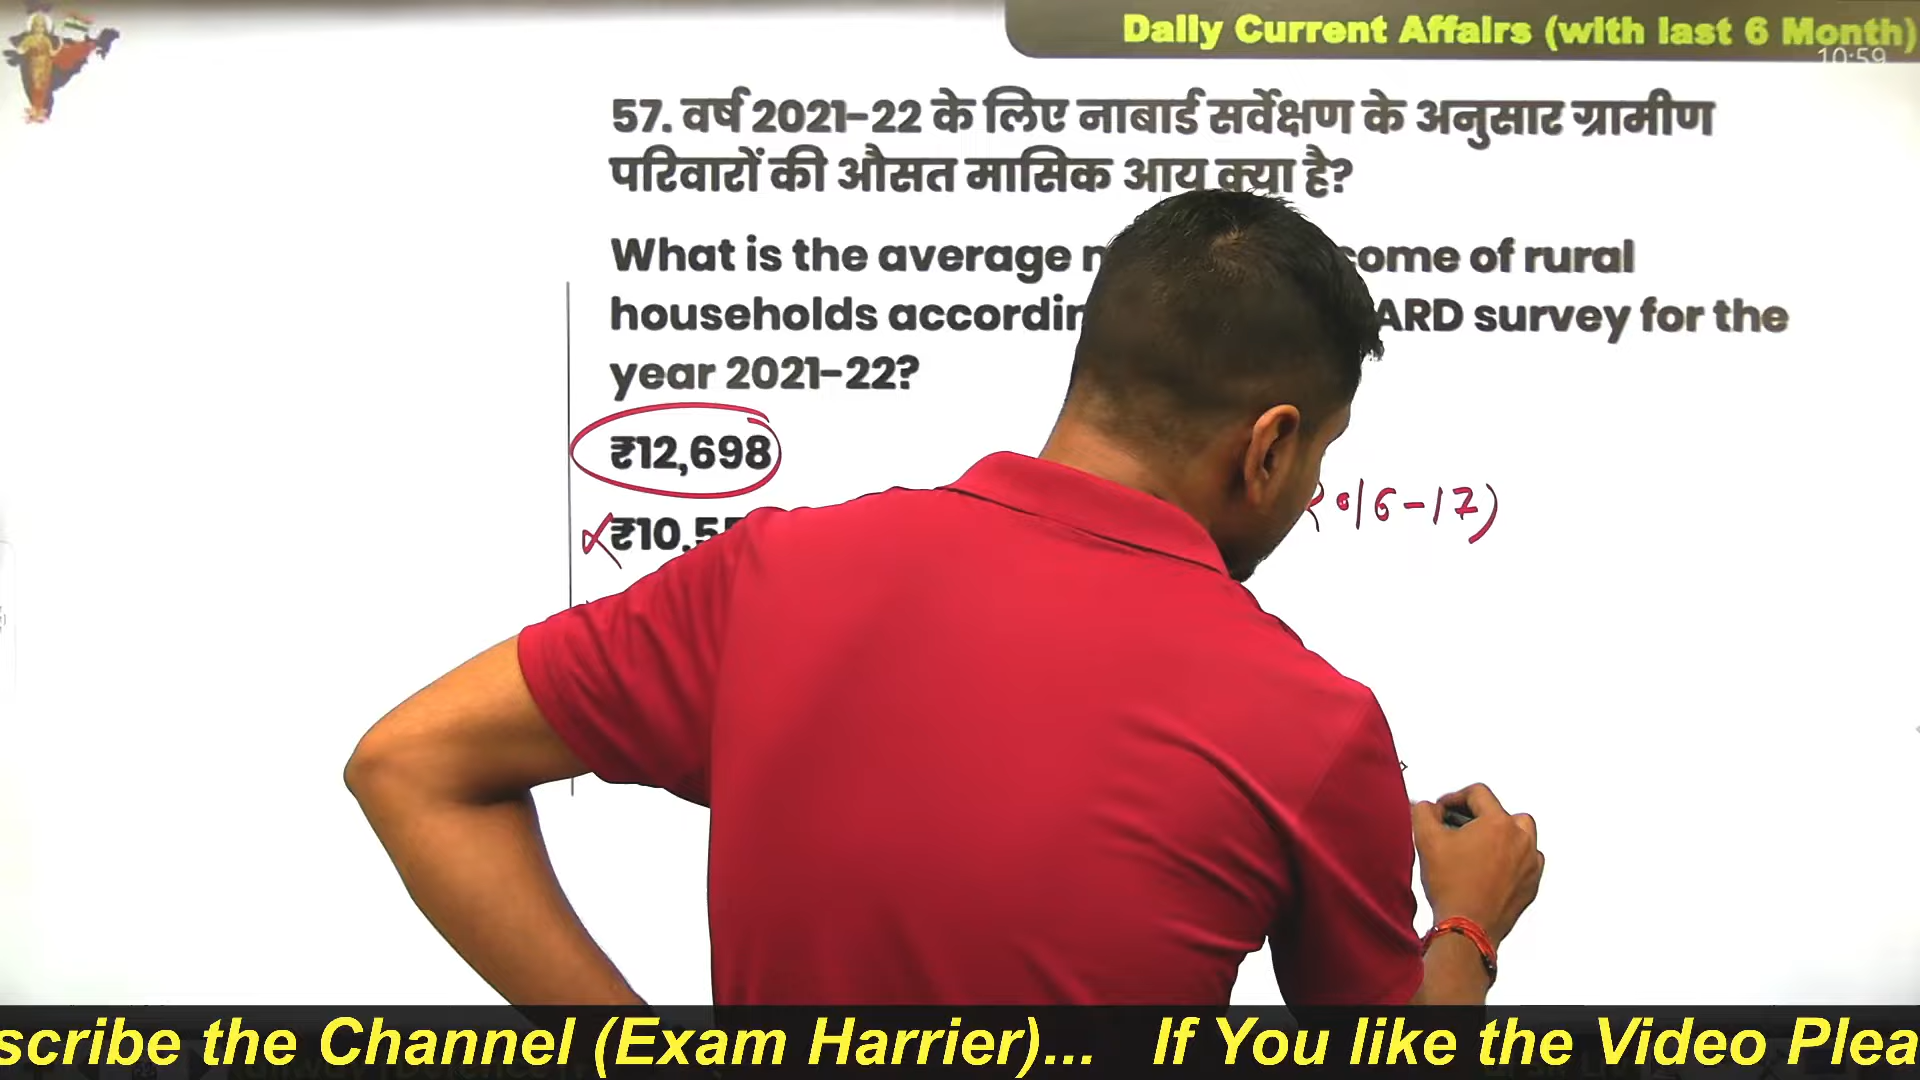 Daily Current Affairs (with last 6 Month)
10:59
57. वर्ष 2021-22 के लिए नाबार्ड सर्वेक्षण के अनुसार ग्रामीण
परिवारों की औसत मासिक आय क्या है?
What is the average come of rural
households ARD survey for the
year 2021-22?
₹12,698
₹10,5
2016-17)
scribe the Channel (Exam Harrier)... If You like the Video Plea